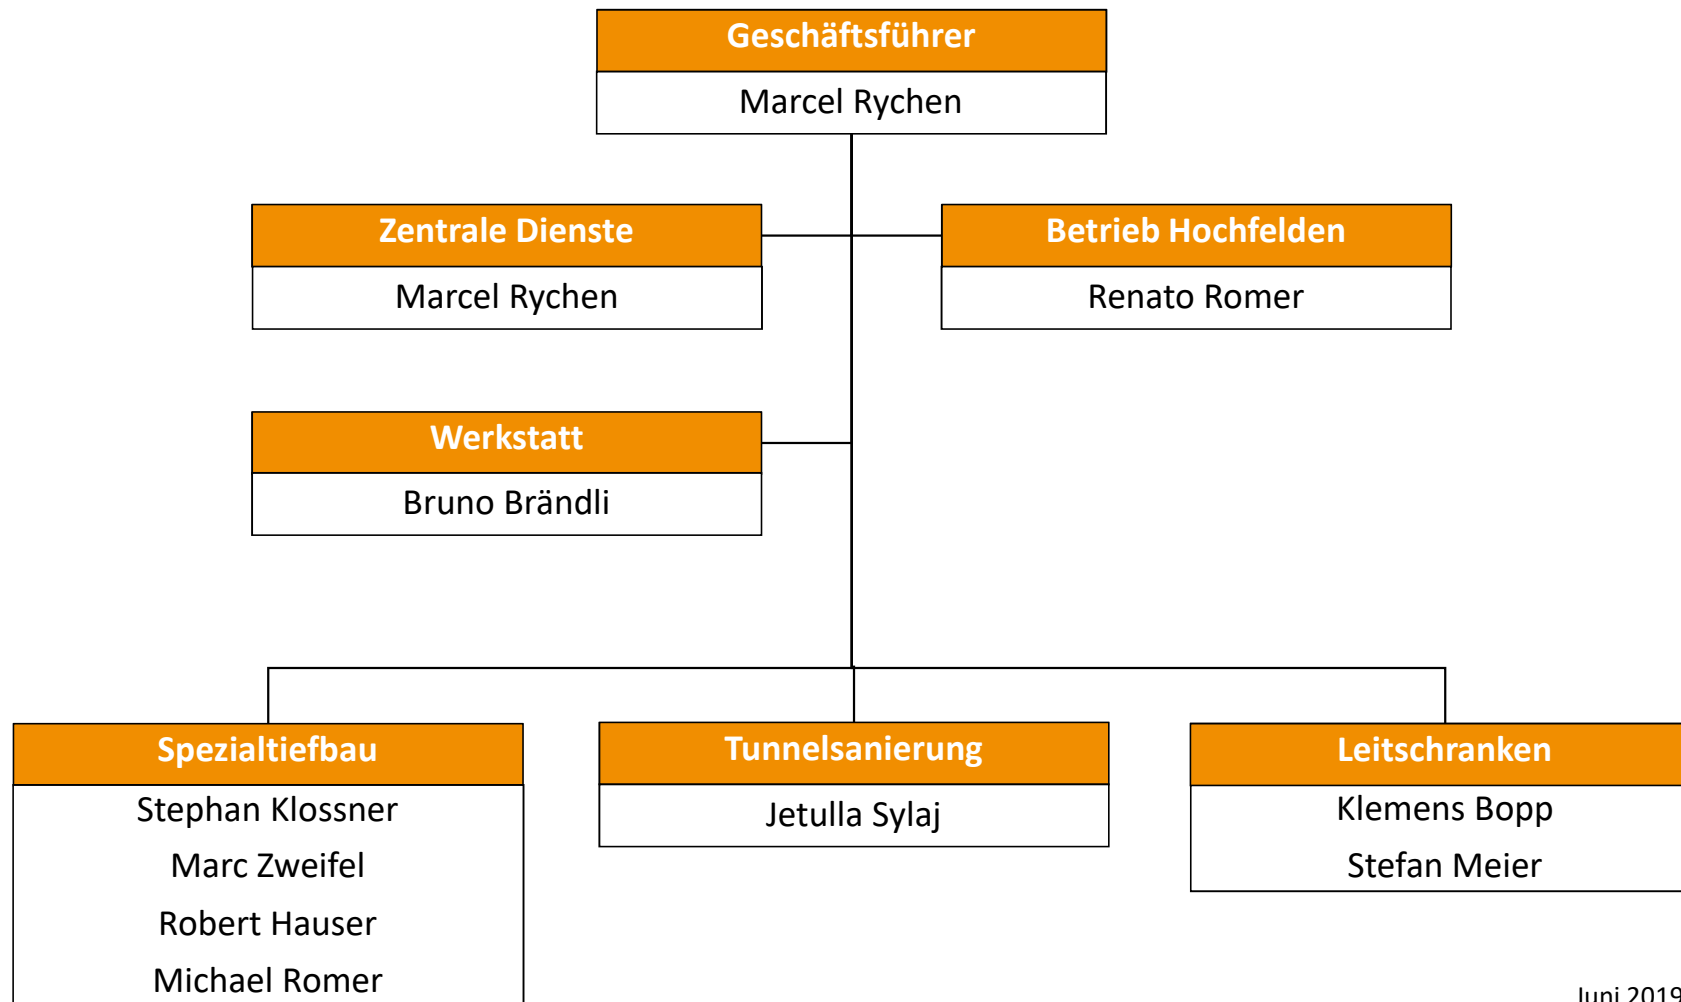 Geschäftsführer
Marcel Rychen
Zentrale Dienste
Marcel Rychen
Betrieb Hochfelden
Renato Romer
Werkstatt
Bruno Brändli
Spezialtiefbau
Stephan Klossner
Marc Zweifel
Robert Hauser
Michael Romer
Tunnelsanierung
Jetulla Sylaj
Leitschranken
Klemens Bopp
Stefan Meier
Juni 2019